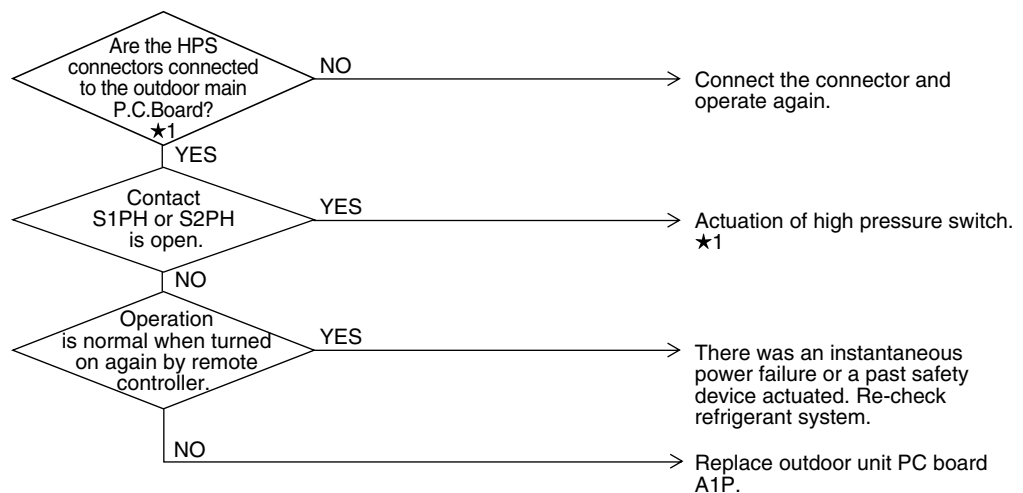 Are the HPS
connectors connected
to the outdoor main
P.C.Board?
★1
NO
Connect the connector and
operate again.
YES
Contact
S1PH or S2PH
is open.
YES
Actuation of high pressure switch.
★1
NO
Operation
is normal when turned
on again by remote
controller.
YES
There was an instantaneous
power failure or a past safety
device actuated. Re-check
refrigerant system.
NO
Replace outdoor unit PC board
A1P.